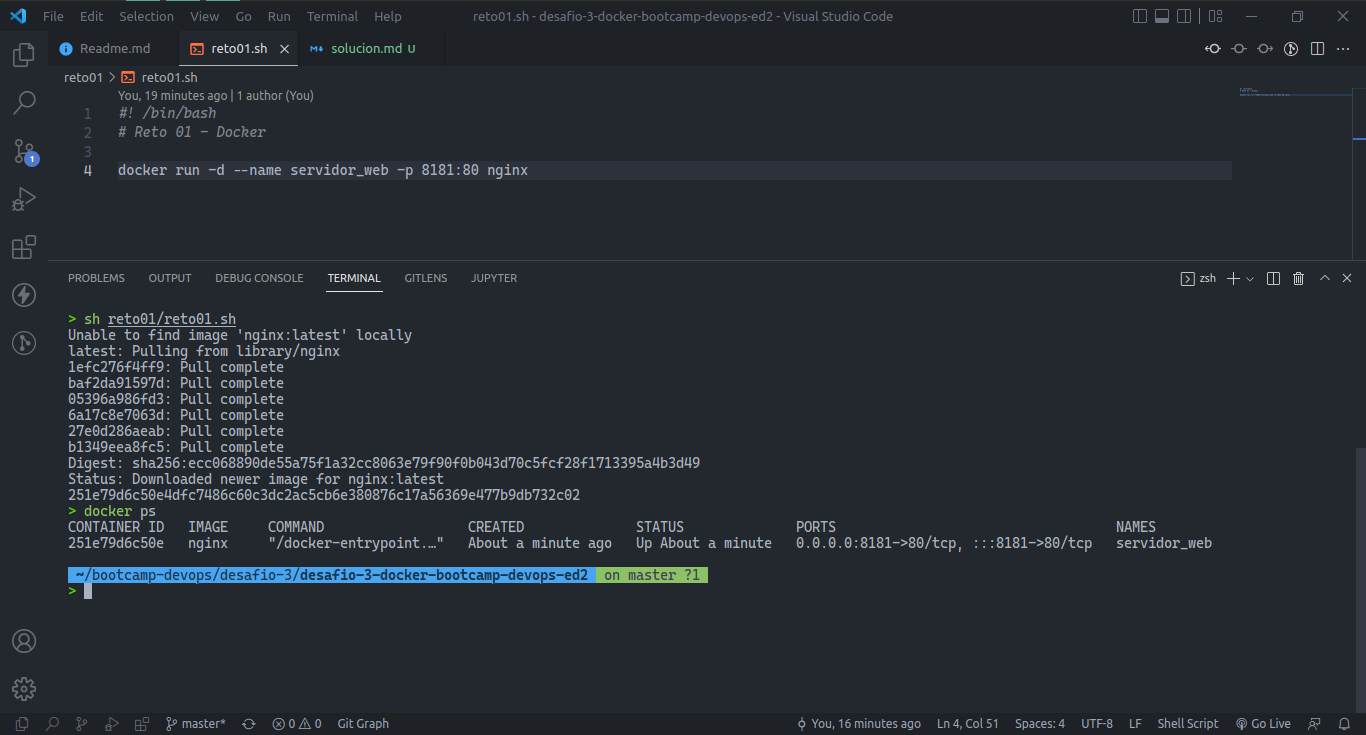 File Edit Selection View Go Run Terminal Help reto01.sh - desafio-3-docker-bootcamp-devops-ed2 - Visual Studio Code
Readme.md reto01.sh solucion.md U
reto01 > reto01.sh
You, 19 minutes ago | 1 author (You)
1 #! /bin/bash
2 # Reto 01 - Docker
3
4 docker run -d --name servidor_web -p 8181:80 nginx
PROBLEMS OUTPUT DEBUG CONSOLE TERMINAL GITLENS JUPYTER zsh
> sh reto01/reto01.sh
Unable to find image 'nginx:latest' locally
latest: Pulling from library/nginx
1efc276f4ff9: Pull complete
baf2da91597d: Pull complete
05396a986fd3: Pull complete
6a17c8e7063d: Pull complete
27e0d286aeab: Pull complete
b1349eea8fc5: Pull complete
Digest: sha256:ecc068890de55a75f1a32cc8063e79f90f0b043d70c5fcf28f1713395a4b3d49
Status: Downloaded newer image for nginx:latest
251e79d6c50e4dfc7486c60c3dc2ac5cb6e380876c17a56369e477b9db732c02
> docker ps
CONTAINER ID IMAGE COMMAND CREATED STATUS PORTS NAMES
251e79d6c50e nginx "/docker-entrypoint.…" About a minute ago Up About a minute 0.0.0.0:8181->80/tcp, :::8181->80/tcp servidor_web
~/bootcamp-devops/desafio-3/desafio-3-docker-bootcamp-devops-ed2 on master ?1
>
1
master* 0 0 Git Graph You, 16 minutes ago Ln 4, Col 51 Spaces: 4 UTF-8 LF Shell Script Go Live